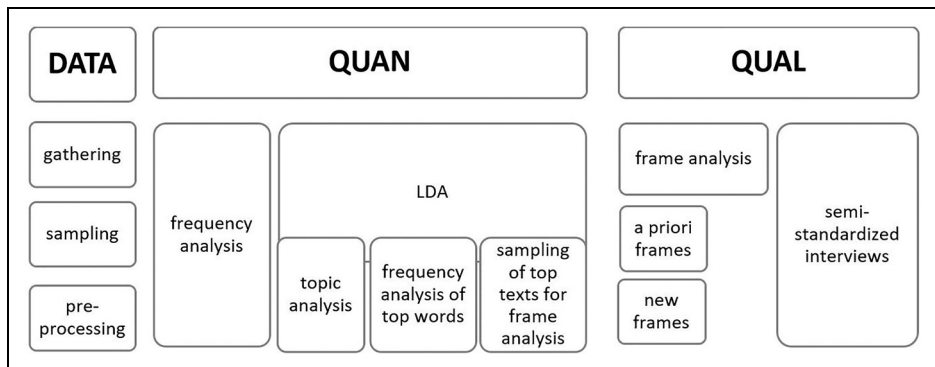 DATA
QUAN
QUAL
gathering
sampling
pre-
processing
frequency
analysis
LDA
topic
analysis
frequency
analysis of
top words
sampling
of top
texts for
frame
analysis
frame analysis
a priori
frames
new
frames
semi-
standardized
interviews